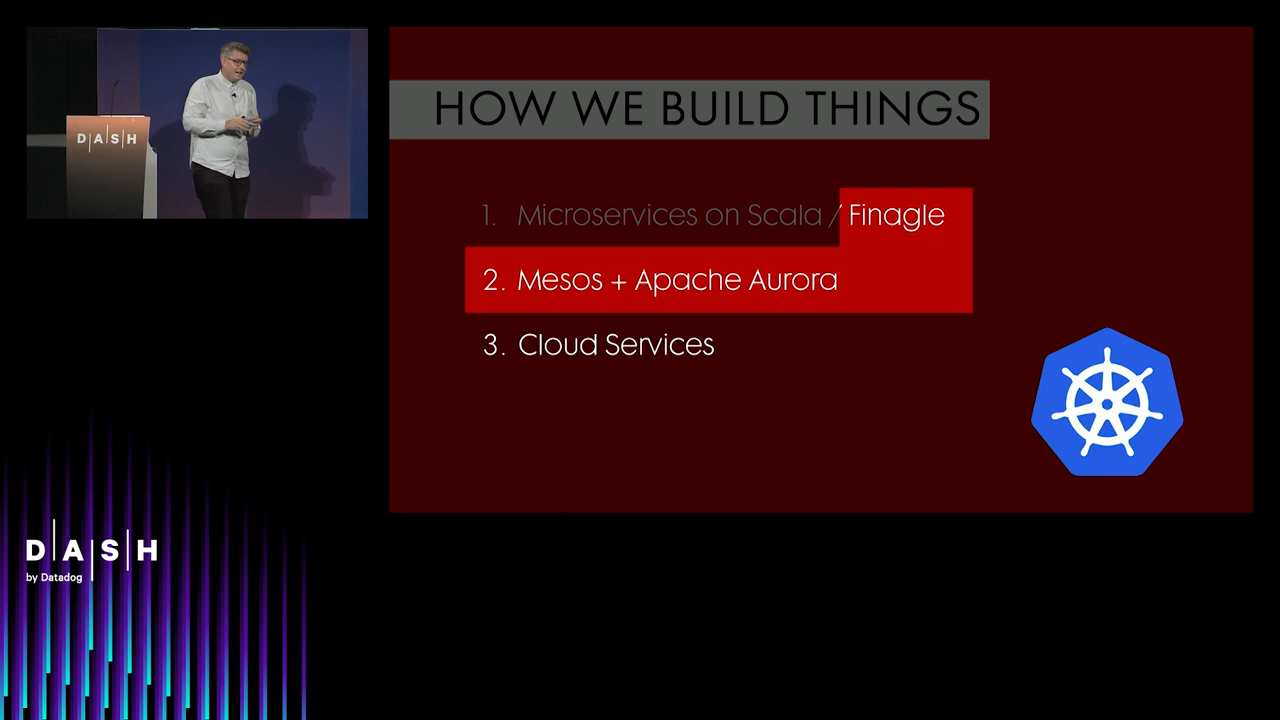 DASH
HOW WE BUILD THINGS
1. Microservices on Scala / Finagle
2. Mesos + Apache Aurora
3. Cloud Services
DASH
by Datadog